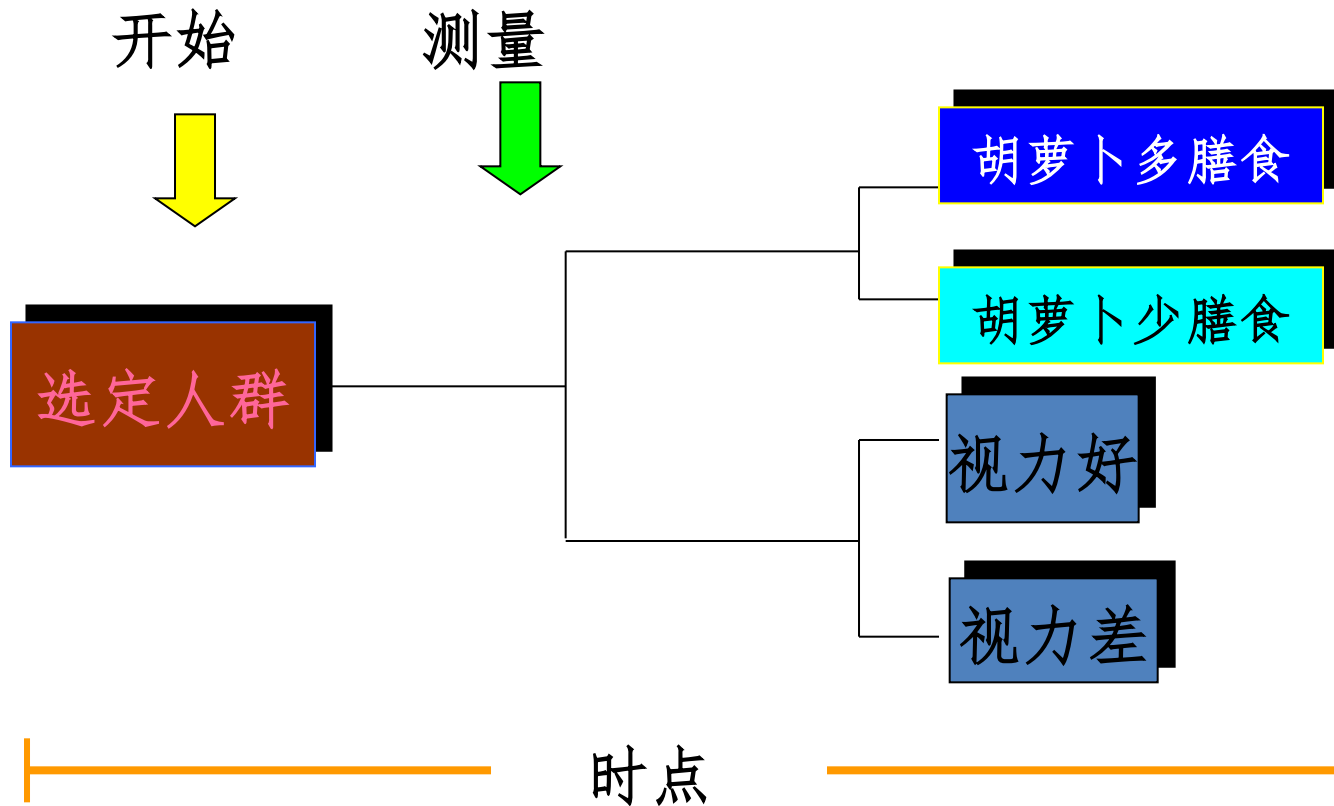 开始
测量
胡萝卜多膳食
胡萝卜少膳食
选定人群
视力好
视力差
时点